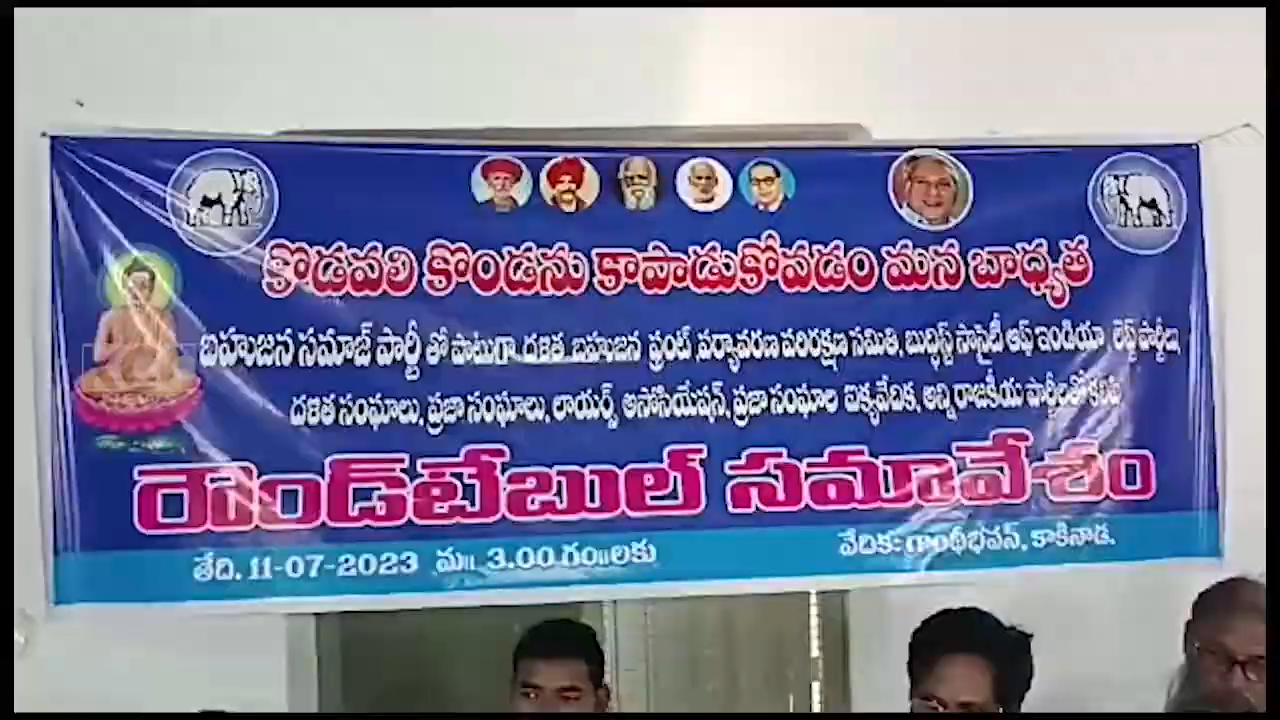 కొడవలి కొండను కాపాడుకోవడం మన బాధ్యత
బహుజన సమాజ్ పార్టీ తో పాటుగా దళిత బహుజన ఫ్రంట్ ,పర్యావరణ పరిరక్షణ సమితి, బుద్ధిస్ట్ సొసైటీ ఆఫ్ ఇండియా , లెఫ్ట్ పార్టీలు,
దళిత సంఘాలు, ప్రజా సంఘాలు, లాయర్స్ అసోసియేషన్, ప్రజా సంఘాల ఐక్యవేదిక, అన్ని రాజకీయ పార్టీలతో కలిపి
రౌండ్‌టేబుల్ సమావేశం
తేది. 11-07-2023 మ॥ 3.00 గం॥లకు
వేదిక: గాంధీభవన్, కాకినాడ.